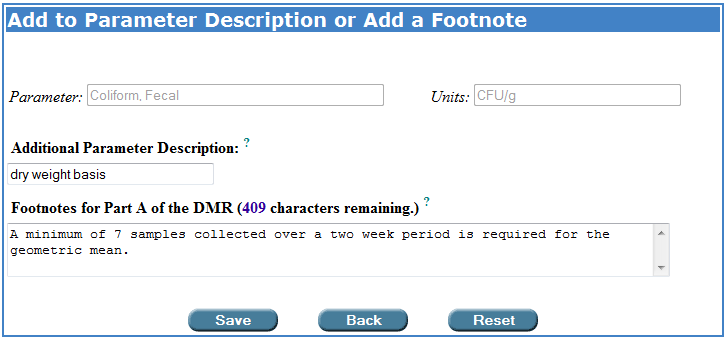 Add to Parameter Description or Add a Footnote
Parameter: Coliform, Fecal Units: CFU/g
Additional Parameter Description: ?
dry weight basis
Footnotes for Part A of the DMR (409 characters remaining.) ?
A minimum of 7 samples collected over a two week period is required for the
geometric mean.
Save Back Reset